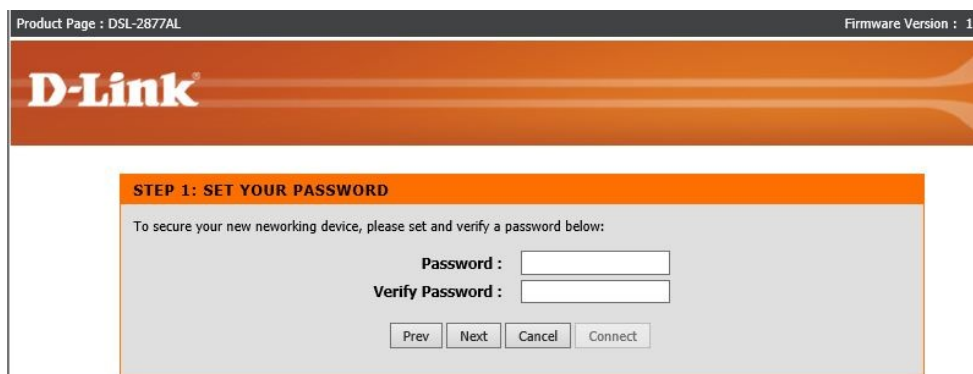 Product Page : DSL-2877AL Firmware Version : 1
D-Link
STEP 1: SET YOUR PASSWORD
To secure your new neworking device, please set and verify a password below:
Password :
Verify Password :
Prev Next Cancel Connect